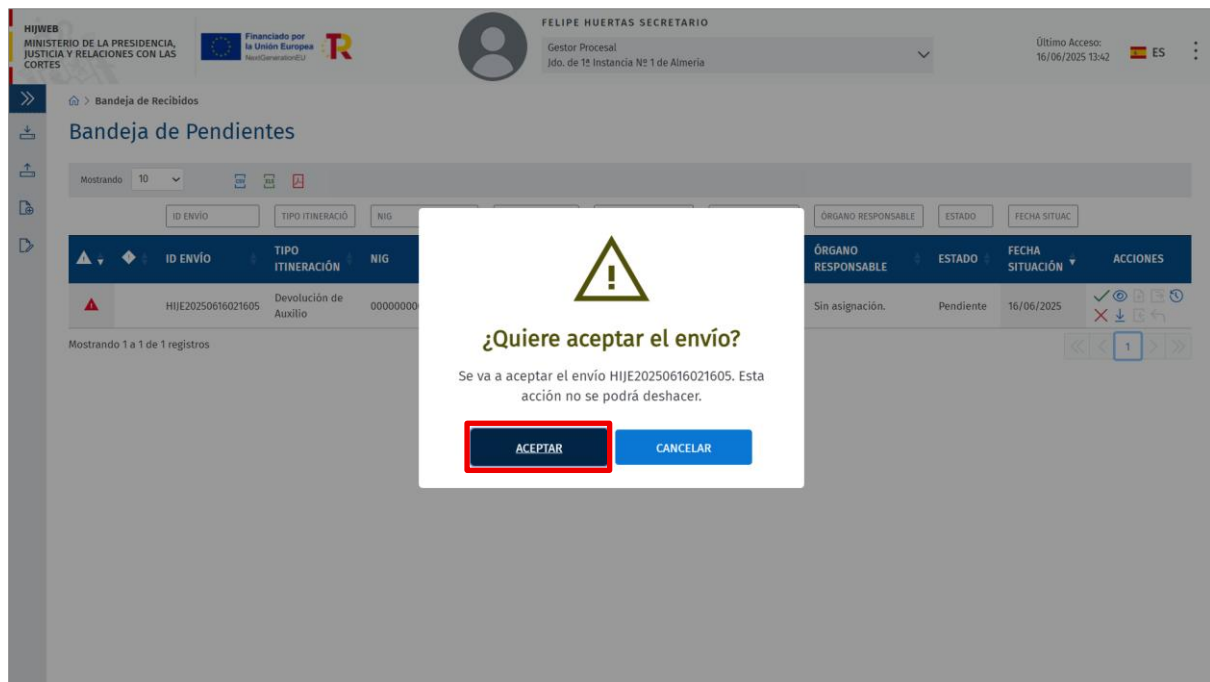 HIJWEB
MINISTERIO DE LA PRESIDENCIA,
JUSTICIA Y RELACIONES CON LAS
CORTES
Financiado por
la Unión Europea
NextGenerationEU
FELIPE HUERTAS SECRETARIO
Gestor Procesal
Jdo. de 1ª Instancia Nº 1 de Almeria
Último Acceso:
16/06/2025 13:42
ES
> Bandeja de Recibidos
Bandeja de Pendientes
Mostrando 10
CSV
ID ENVÍO TIPO ITINERACIÓ NIG ÓRGANO RESPONSABLE ESTADO FECHA SITUAC
ID ENVÍO TIPO ITINERACIÓN NIG ÓRGANO RESPONSABLE ESTADO FECHA SITUACIÓN ACCIONES
HIJE20250616021605 Devolución de Auxilio 00000000 Sin asignación. Pendiente 16/06/2025
Mostrando 1 a 1 de 1 registros
1
¿Quiere aceptar el envío?
Se va a aceptar el envío HIJE20250616021605. Esta
acción no se podrá deshacer.
ACEPTAR
CANCELAR